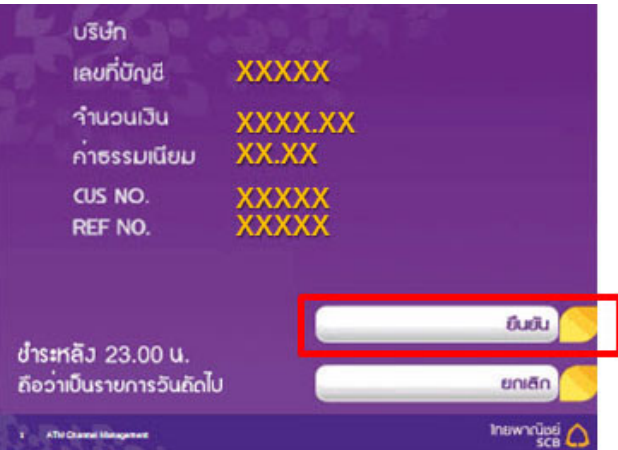 บริษัท
เลขที่บัญชี XXXXX
จำนวนเงิน XXXX.XX
ค่าธรรมเนียม XX.XX
CUS NO. XXXXX
REF NO. XXXXX
ยืนยัน
ชำระหลัง 23.00 น.
ถือว่าเป็นรายการวันถัดไป
ยกเลิก
ATM Channel Management
ไทยพาณิชย์
SCB